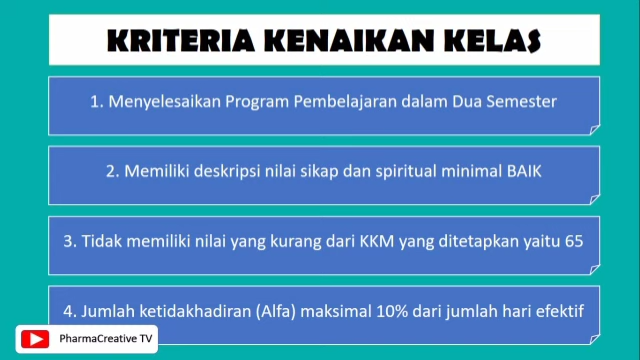 KRITERIA KENAIKAN KELAS
1. Menyelesaikan Program Pembelajaran dalam Dua Semester
2. Memiliki deskripsi nilai sikap dan spiritual minimal BAIK
3. Tidak memiliki nilai yang kurang dari KKM yang ditetapkan yaitu 65
4. Jumlah ketidakhadiran (Alfa) maksimal 10% dari jumlah hari efektif
PharmaCreative TV